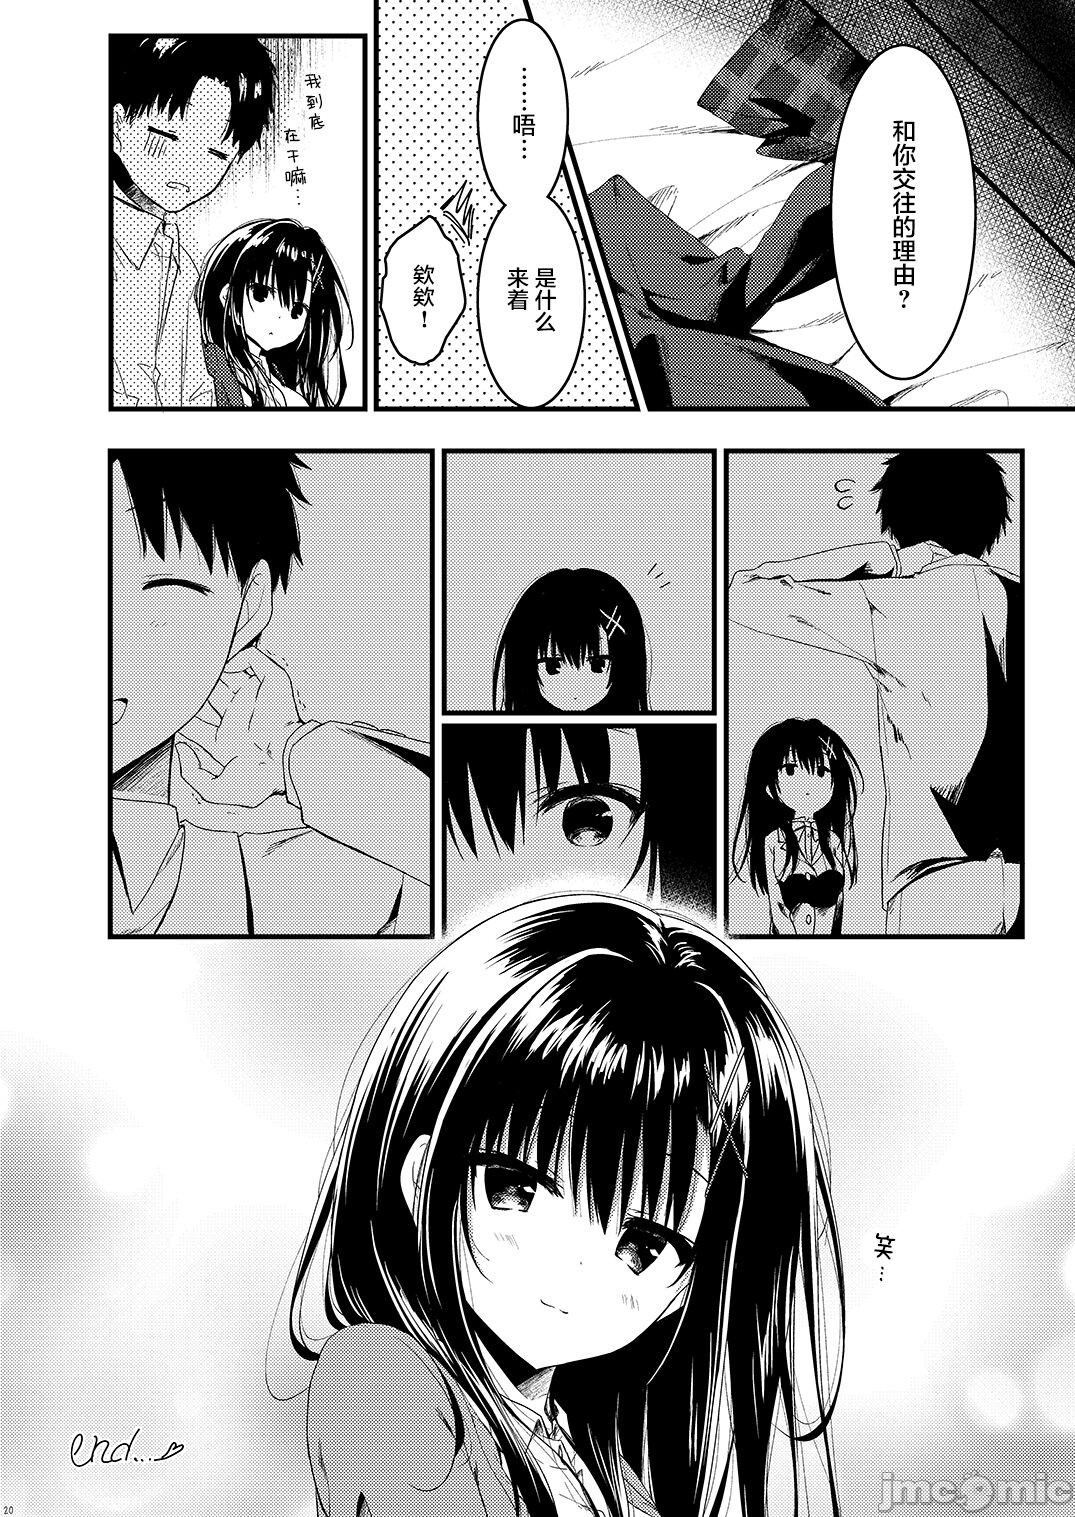 和你交往的理由？
……唔…
是什么
来着
欸欸！
我到底
在干嘛…
笑…
end...
20
jmcomic